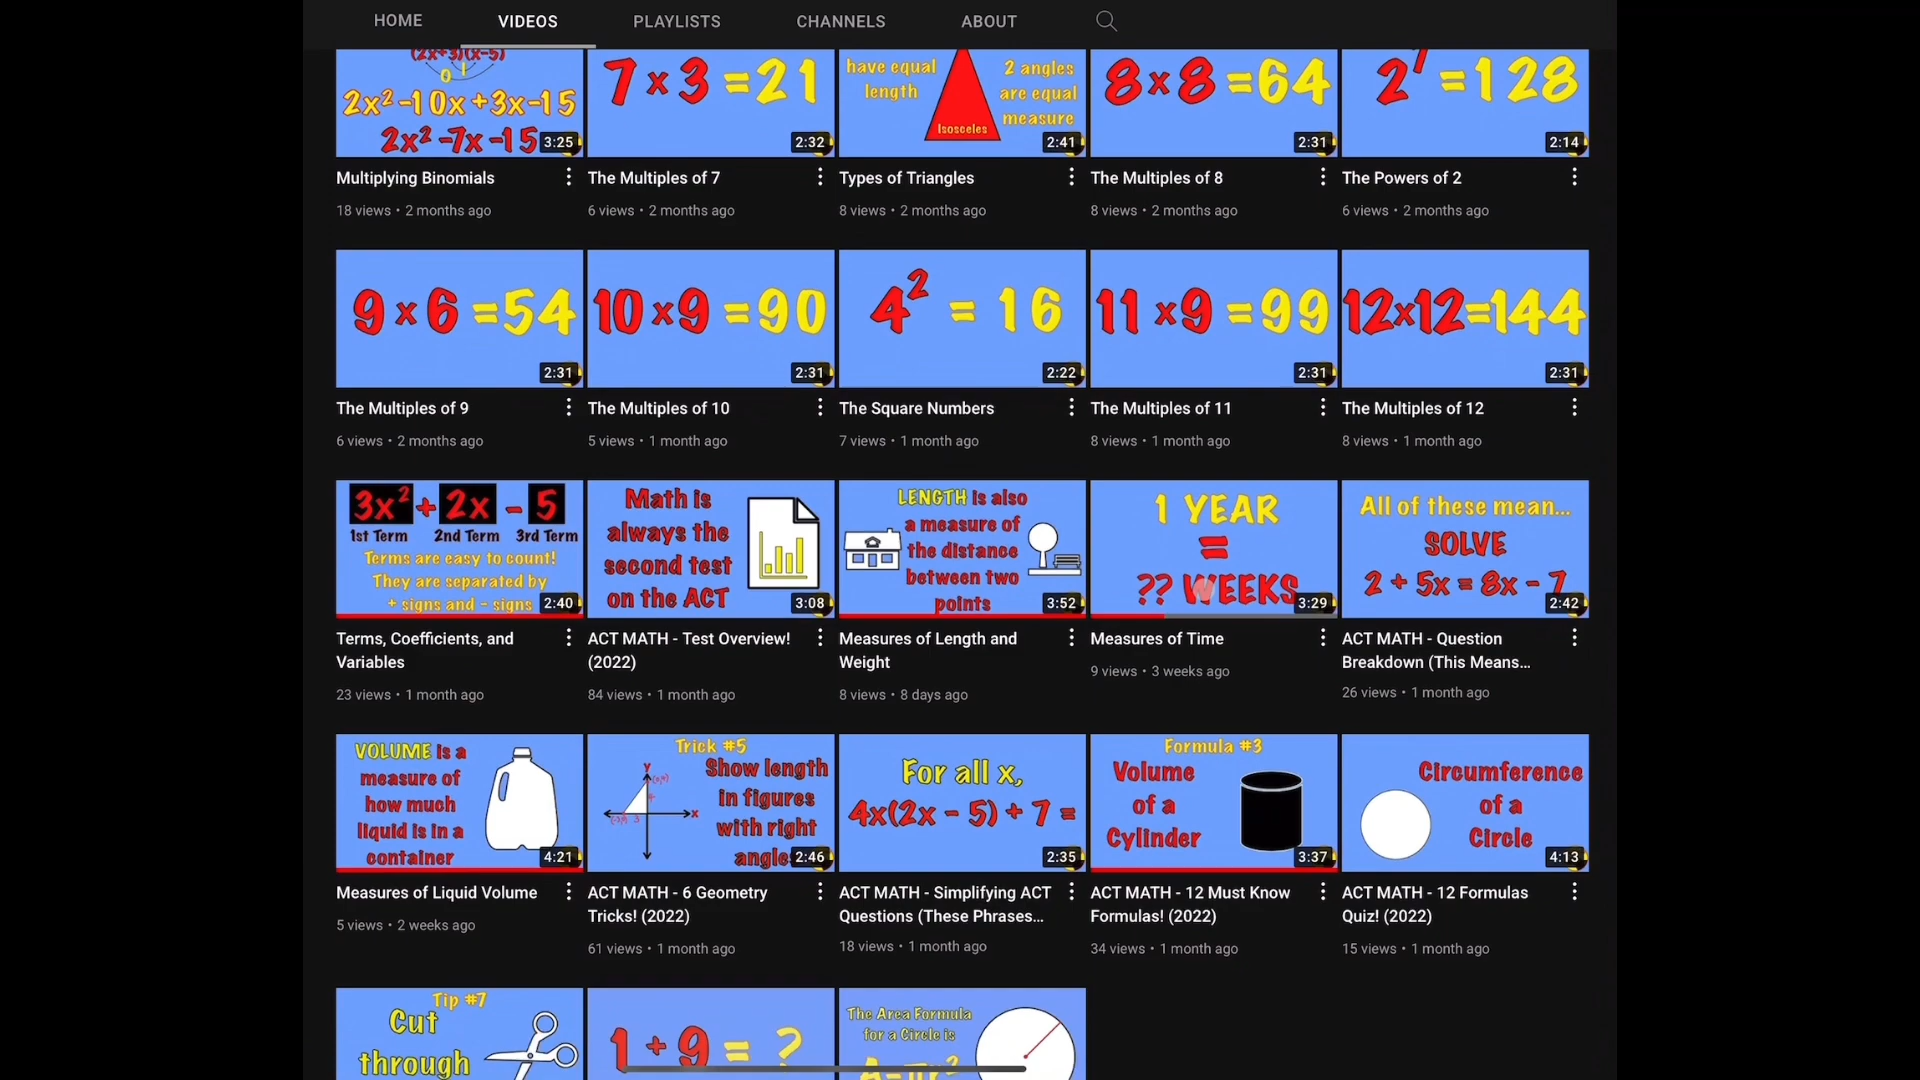 HOME VIDEOS PLAYLISTS CHANNELS ABOUT
(2x+3)(x-5)
2x²-10x+3x-15
2x²-7x-15
3:25
7×3=21
2:32
have equal
length
2 angles
are equal
measure
Isosceles
2:41
8×8=64
2:31
2⁷=128
2:14
Multiplying Binomials
18 views • 2 months ago
The Multiples of 7
6 views • 2 months ago
Types of Triangles
8 views • 2 months ago
The Multiples of 8
8 views • 2 months ago
The Powers of 2
6 views • 2 months ago
9×6=54
2:31
10×9=90
2:31
4² = 16
2:22
11×9=99
2:31
12×12=144
2:31
The Multiples of 9
6 views • 2 months ago
The Multiples of 10
5 views • 1 month ago
The Square Numbers
7 views • 1 month ago
The Multiples of 11
8 views • 1 month ago
The Multiples of 12
8 views • 1 month ago
3x² + 2x - 5
1st Term 2nd Term 3rd Term
Terms are easy to count!
They are separated by
+ signs and - signs
2:40
Math is
always the
second test
on the ACT
3:08
LENGTH is also
a measure of
the distance
between two
points
3:52
1 YEAR
=
?? WEEKS
3:29
All of these mean...
SOLVE
2 + 5x = 8x - 7
2:42
Terms, Coefficients, and
Variables
23 views • 1 month ago
ACT MATH - Test Overview!
(2022)
84 views • 1 month ago
Measures of Length and
Weight
8 views • 8 days ago
Measures of Time
9 views • 3 weeks ago
ACT MATH - Question
Breakdown (This Means...
26 views • 1 month ago
VOLUME is a
measure of
how much
liquid is in a
container
4:21
Trick #5
Show length
in figures
with right
angle
Y
X
2:46
For all x,
4x(2x - 5) + 7 =
2:35
Formula #3
Volume
of a
Cylinder
3:37
Circumference
of a
Circle
4:13
Measures of Liquid Volume
5 views • 2 weeks ago
ACT MATH - 6 Geometry
Tricks! (2022)
61 views • 1 month ago
ACT MATH - Simplifying ACT
Questions (These Phrases...
18 views • 1 month ago
ACT MATH - 12 Must Know
Formulas! (2022)
34 views • 1 month ago
ACT MATH - 12 Formulas
Quiz! (2022)
15 views • 1 month ago
Tip #7
Cut
through
1 + 9 = ?
The Area Formula
for a Circle is
A=πr²